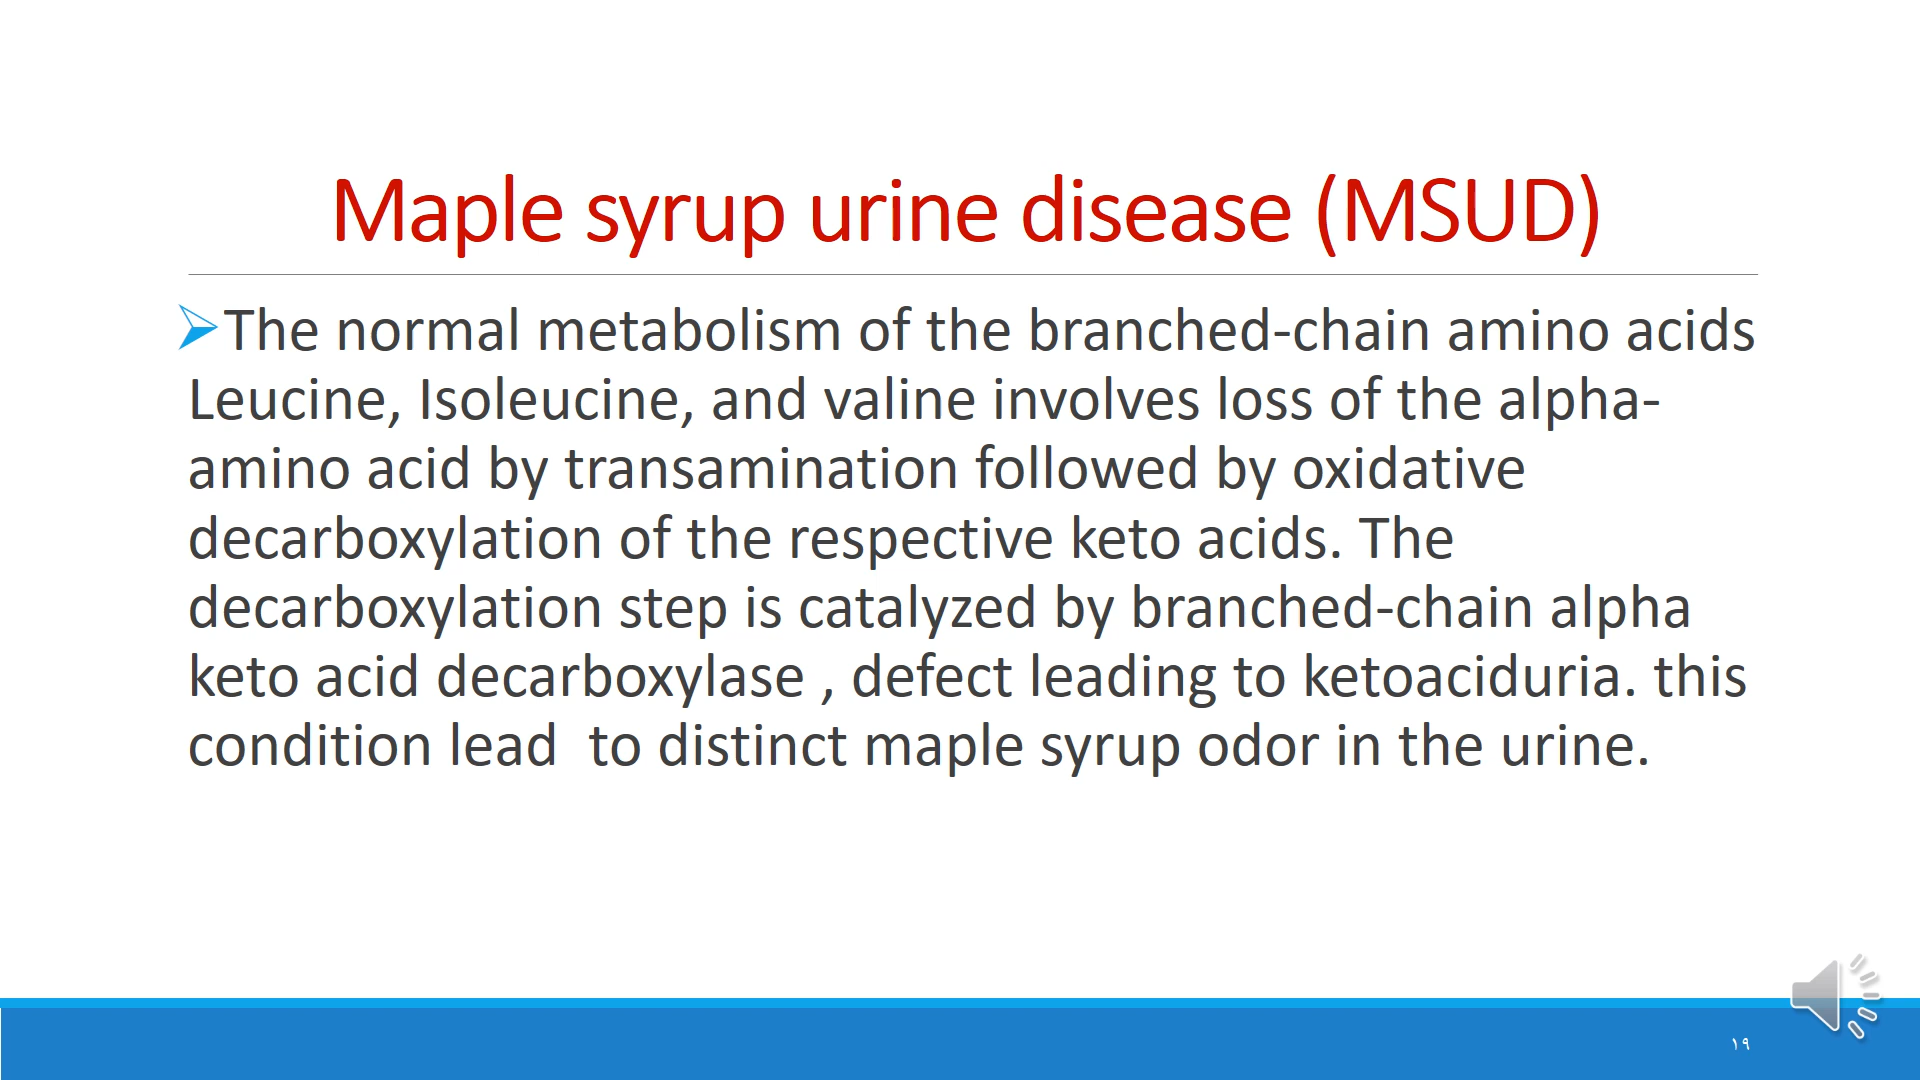 Maple syrup urine disease (MSUD)
The normal metabolism of the branched-chain amino acids
Leucine, Isoleucine, and valine involves loss of the alpha-
amino acid by transamination followed by oxidative
decarboxylation of the respective keto acids. The
decarboxylation step is catalyzed by branched-chain alpha
keto acid decarboxylase , defect leading to ketoaciduria. this
condition lead  to distinct maple syrup odor in the urine.
١٩